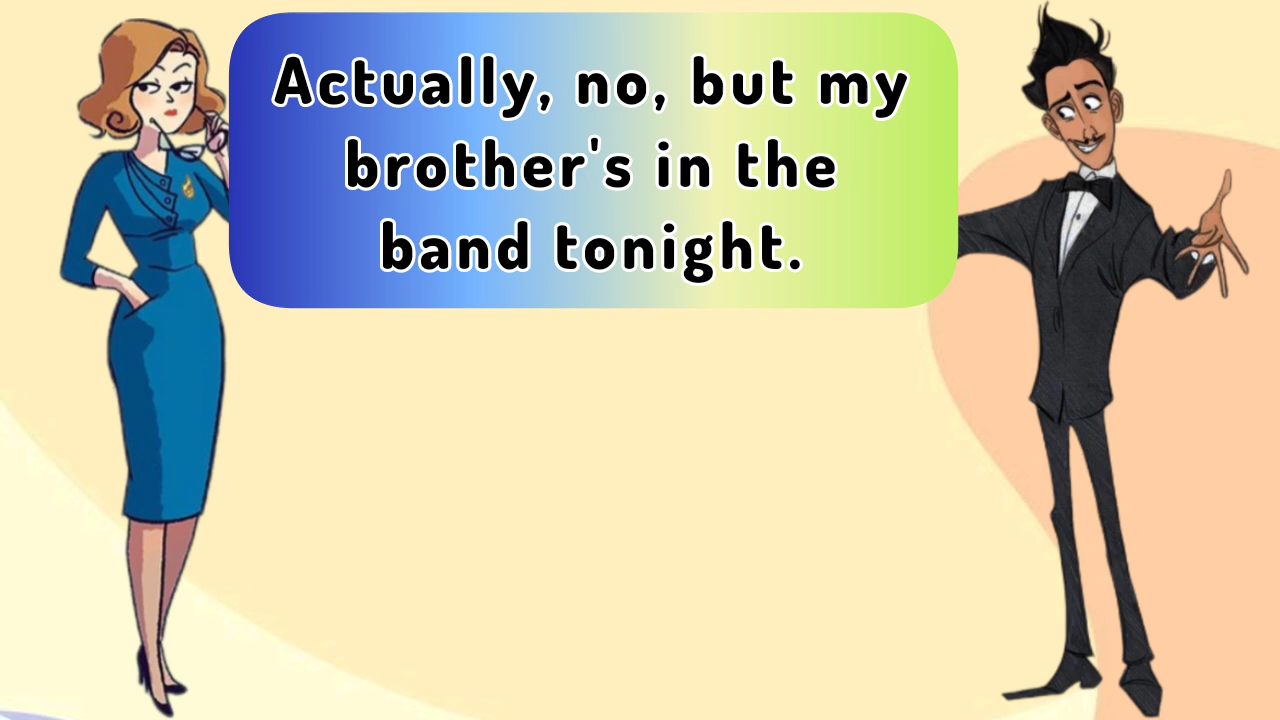 Actually, no, but my
brother's in the
band tonight.